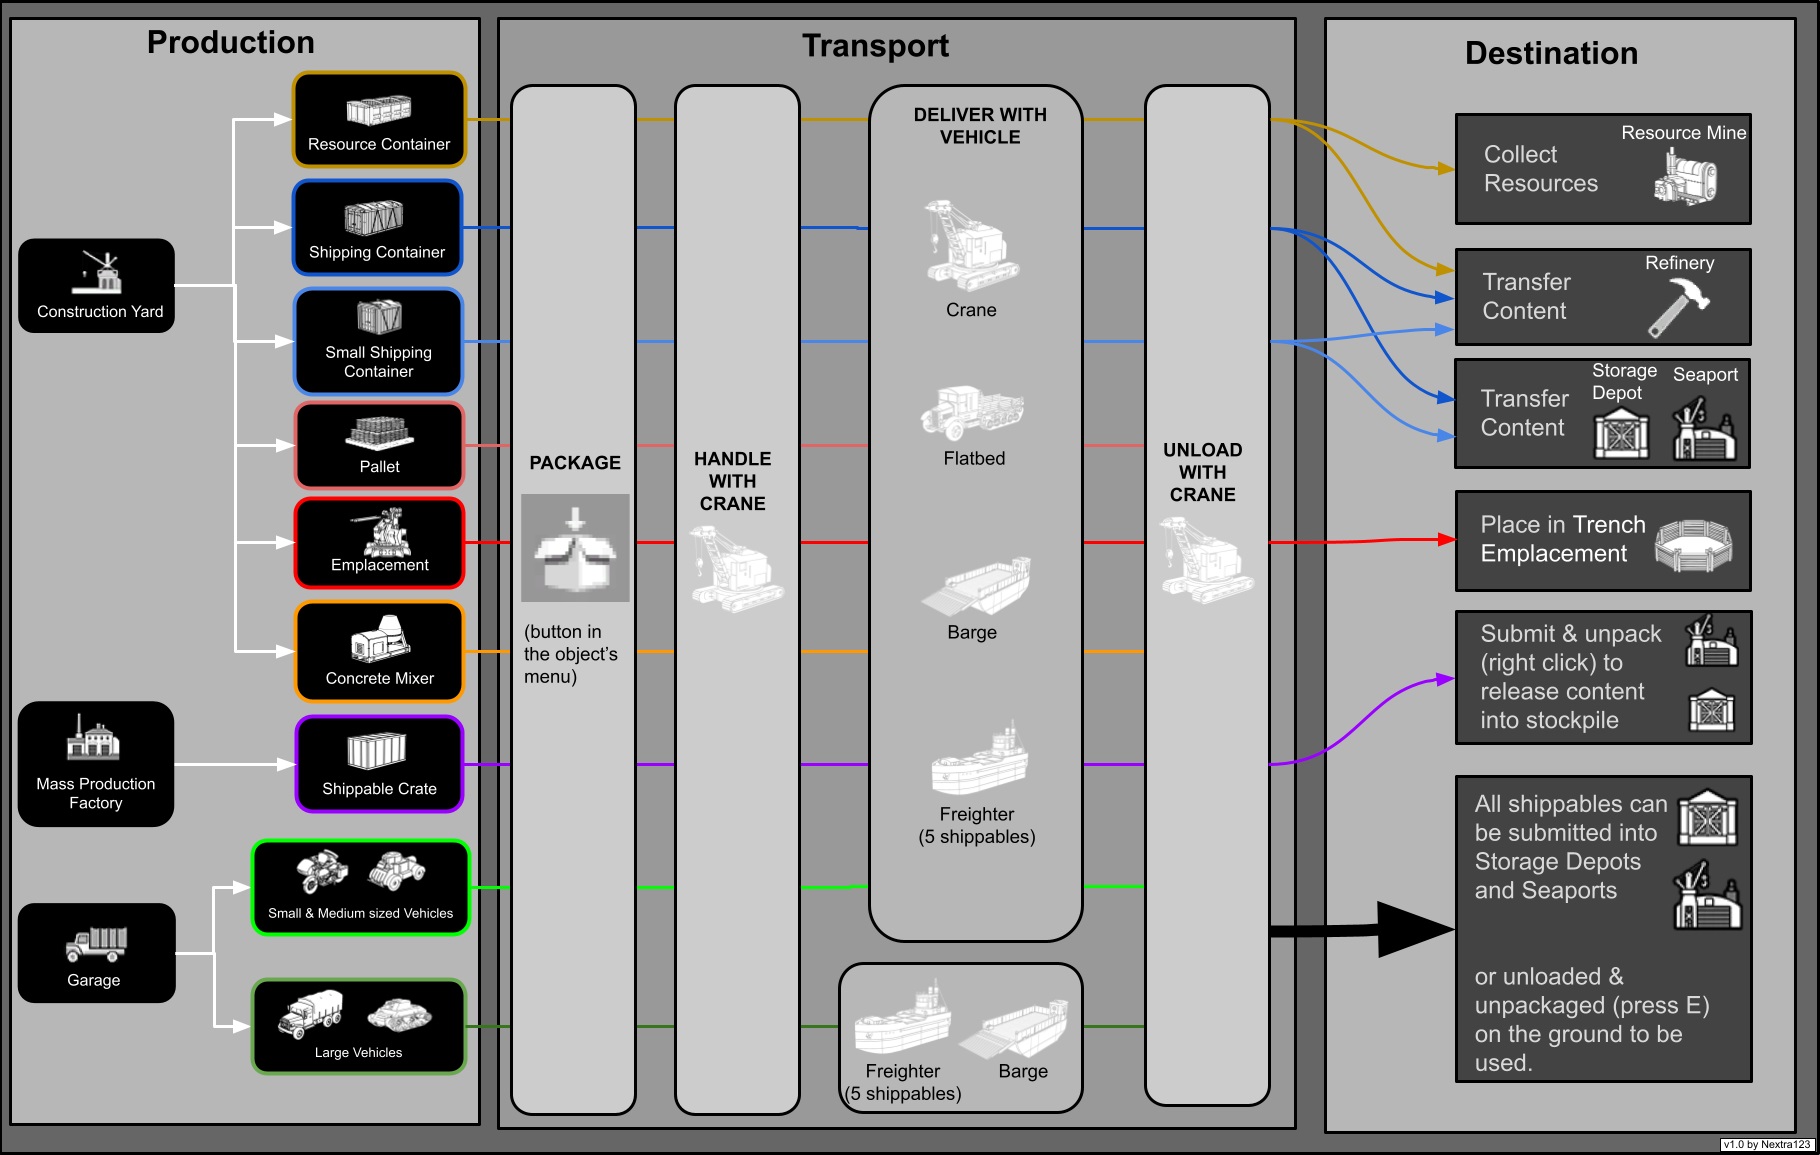 Production
Resource Container
Shipping Container
Small Shipping
Container
Pallet
Emplacement
Concrete Mixer
Construction Yard
Mass Production
Factory
Shippable Crate
Garage
Small & Medium sized Vehicles
Large Vehicles
Transport
PACKAGE
(button in
the object's
menu)
HANDLE
WITH
CRANE
DELIVER WITH
VEHICLE
Crane
Flatbed
Barge
Freighter
(5 shippables)
Freighter
(5 shippables)
Barge
UNLOAD
WITH
CRANE
Destination
Collect
Resources
Resource Mine
Transfer
Content
Refinery
Transfer
Content
Storage
Depot
Seaport
Place in Trench
Emplacement
Submit & unpack
(right click) to
release content
into stockpile
All shippables can
be submitted into
Storage Depots
and Seaports
or unloaded &
unpackaged (press E)
on the ground to be
used.
v1.0 by Nextra123